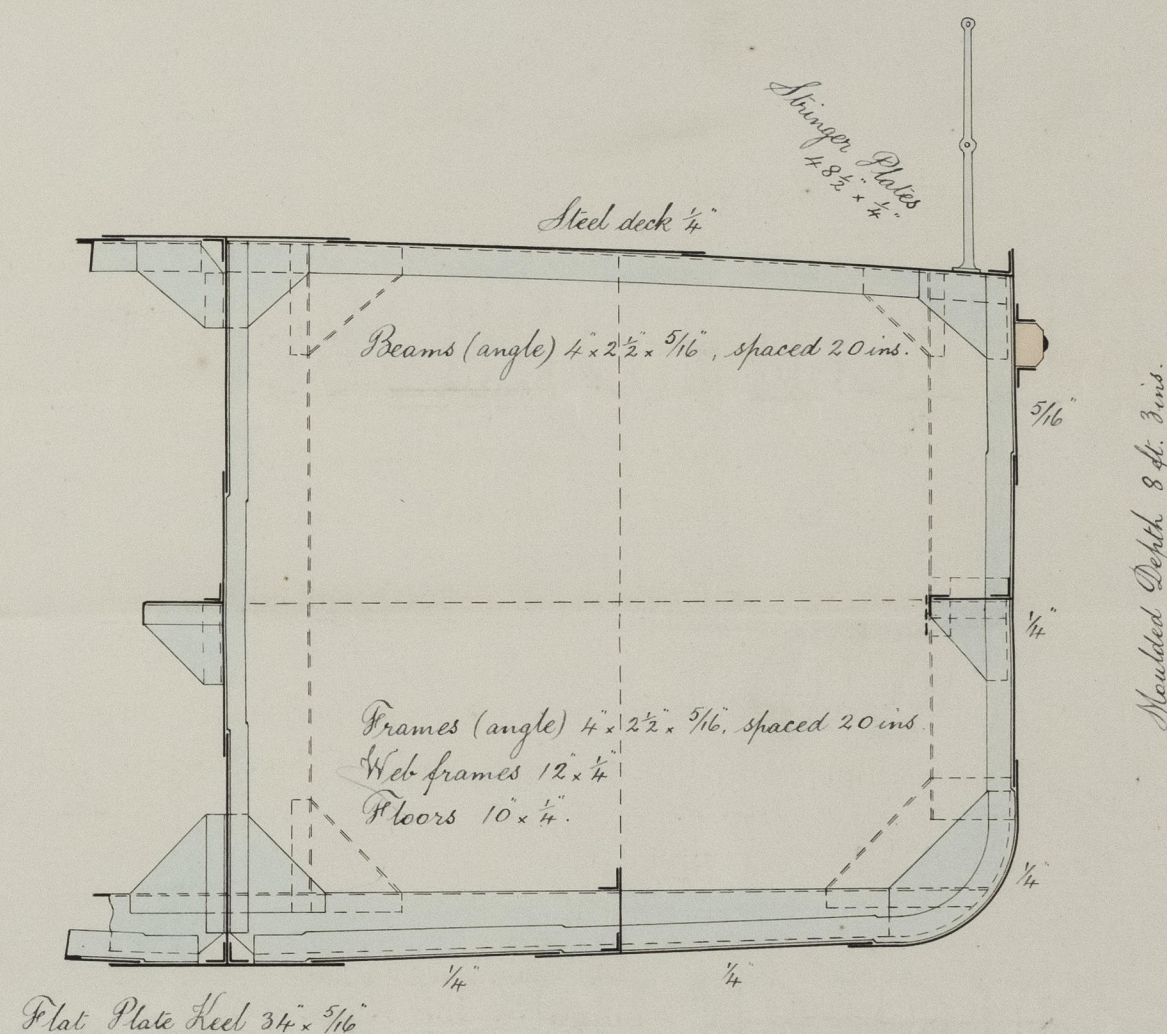 Stringer Plates
48½" × ¼"
Steel deck ¼"
Beams (angle) 4" × 2½" × 5/16", spaced 20 ins.
5/16"
Moulded Depth 8 ft. 3 ins.
¼"
Frames (angle) 4" × 2½" × 5/16", spaced 20 ins.
Web frames 12" × ¼"
Floors 10" × ¼".
¼"
¼"
¼"
Flat Plate Keel 34" × 5/16"